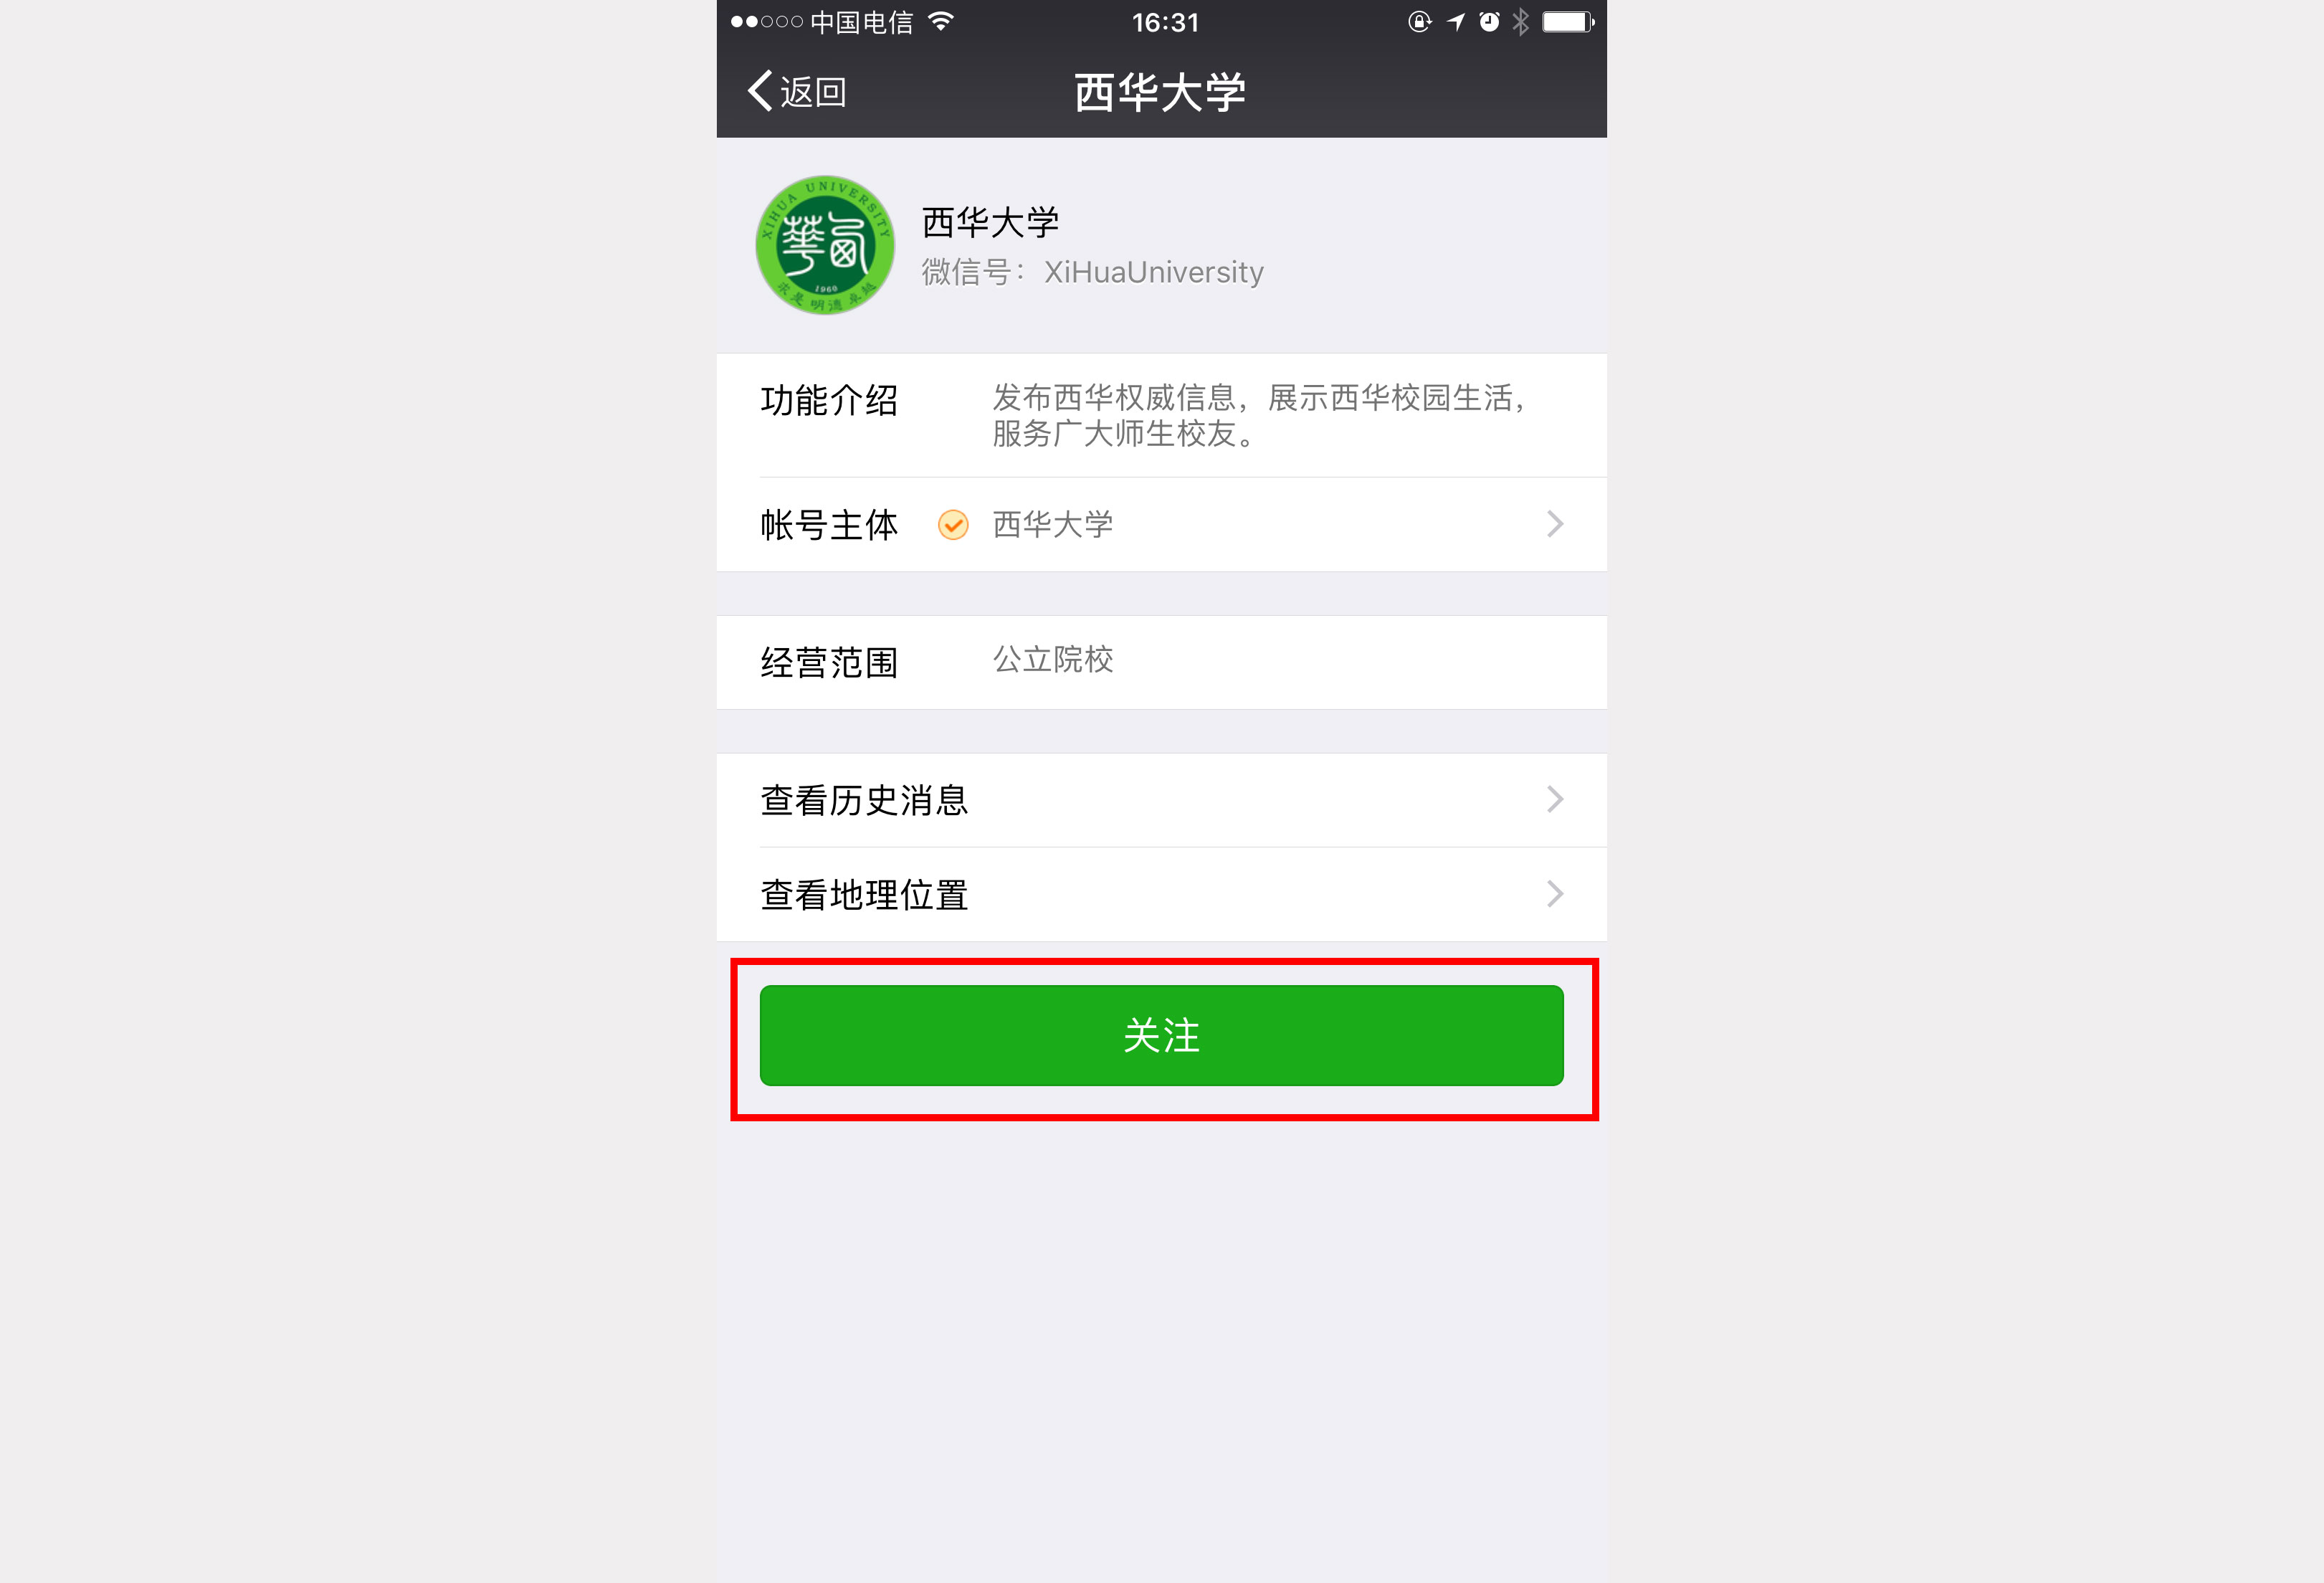 中国电信
16:31
返回
西华大学
XIHUA UNIVERSITY
1960
西华大学
微信号：XiHuaUniversity
功能介绍
发布西华权威信息，展示西华校园生活，
服务广大师生校友。
帐号主体
西华大学
经营范围
公立院校
查看历史消息
查看地理位置
关注